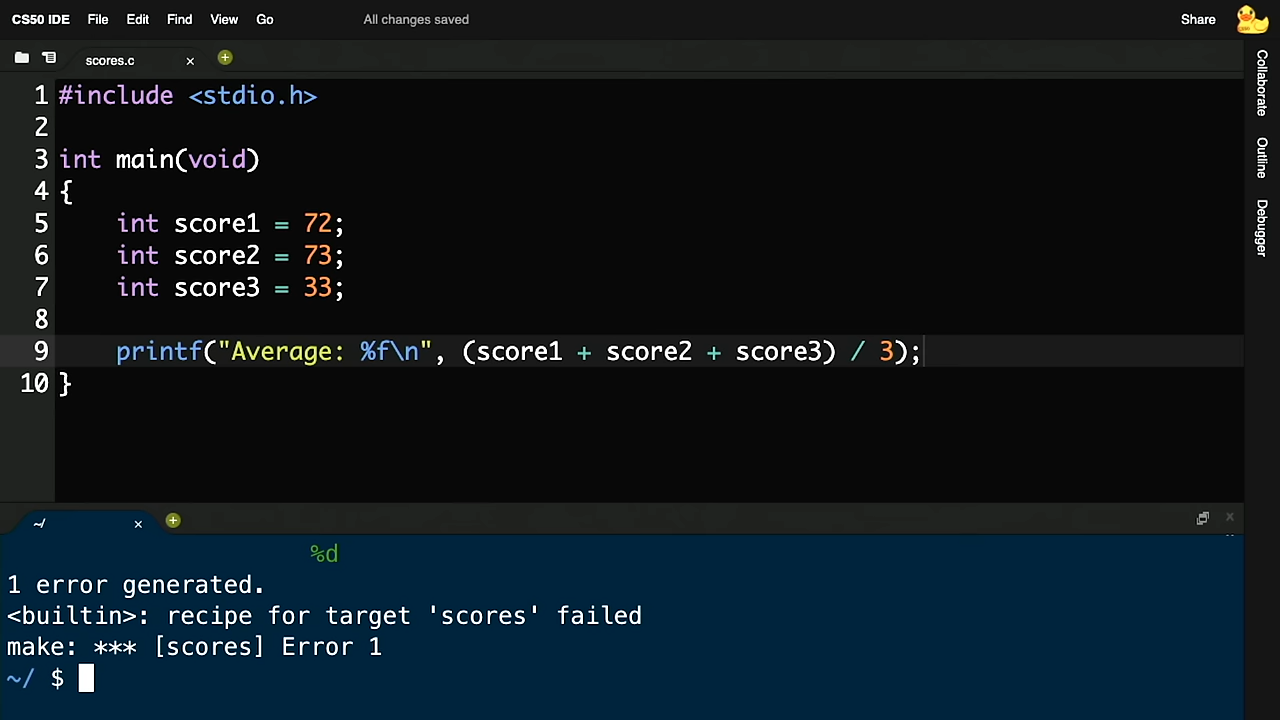 CS50 IDE File Edit Find View Go All changes saved Share
scores.c
1 #include <stdio.h>
2
3 int main(void)
4 {
5     int score1 = 72;
6     int score2 = 73;
7     int score3 = 33;
8
9     printf("Average: %f\n", (score1 + score2 + score3) / 3);
10 }
Collaborate
Outline
Debugger
~/
%d
1 error generated.
<builtin>: recipe for target 'scores' failed
make: *** [scores] Error 1
~/ $